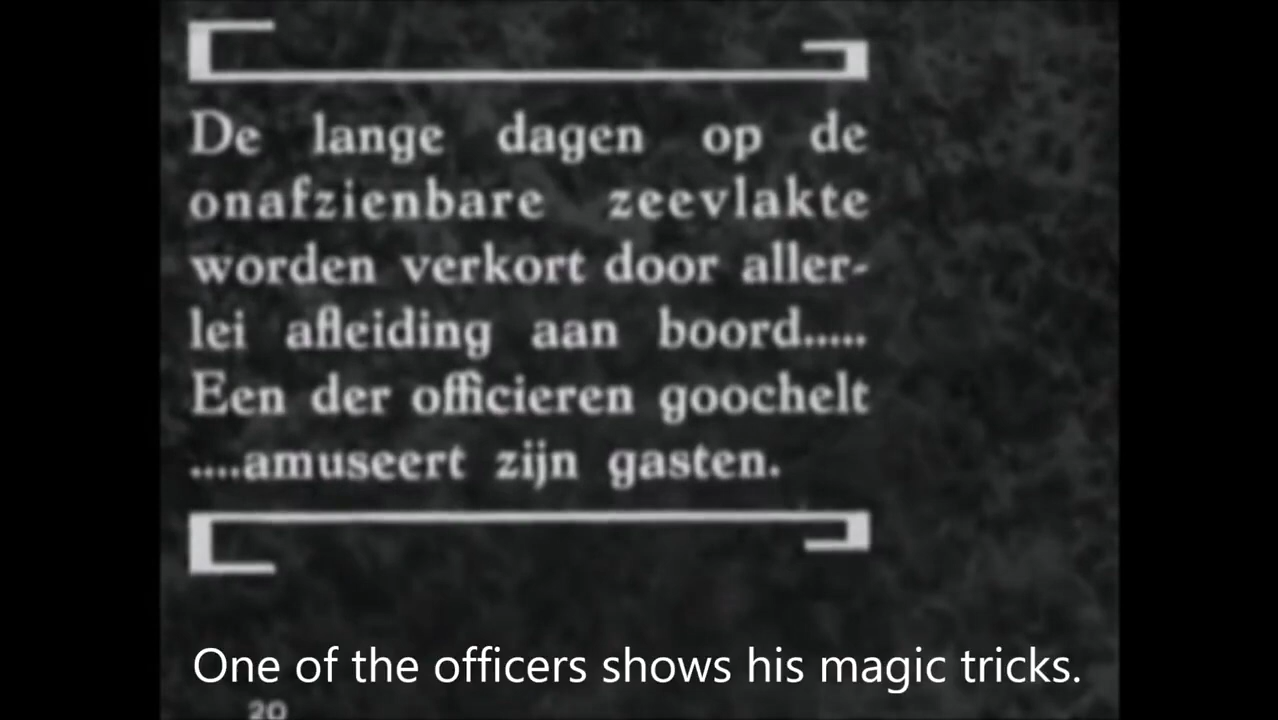 De lange dagen op de
onafzienbare zeevlakte
worden verkort door aller-
lei afleiding aan boord.....
Een der officieren goochelt
....amuseert zijn gasten.
One of the officers shows his magic tricks.
20